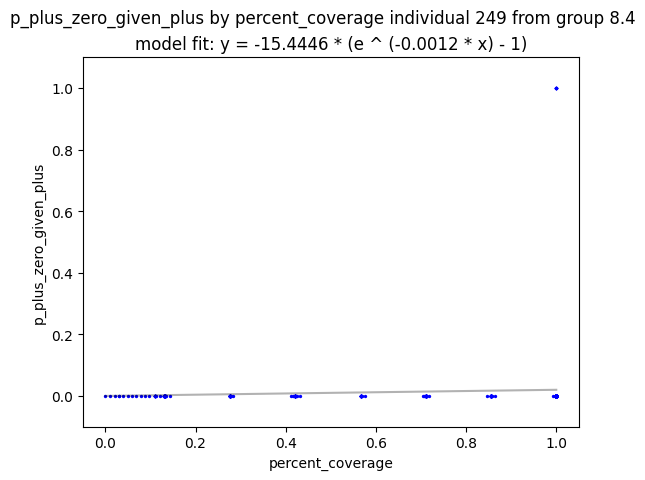 p_plus_zero_given_plus by percent_coverage individual 249 from group 8.4
model fit: y = -15.4446 * (e ^ (-0.0012 * x) - 1)
p_plus_zero_given_plus
1.0
0.8
0.6
0.4
0.2
0.0
0.0 0.2 0.4 0.6 0.8 1.0
percent_coverage